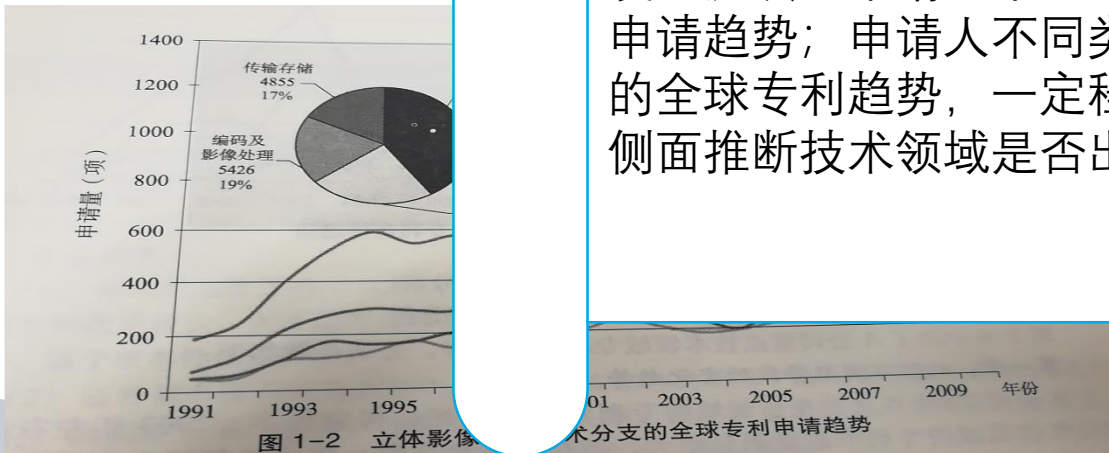 申请趋势；申请人不同类
的全球专利趋势，一定程
侧面推断技术领域是否出
1400
1200
1000
800
600
400
200
0
申请量（项）
传输存储
4855
17%
编码及
影像处理
5426
19%
1991
1993
1995
01
2003
2005
2007
2009
年份
图 1-2 立体影像
术分支的全球专利申请趋势